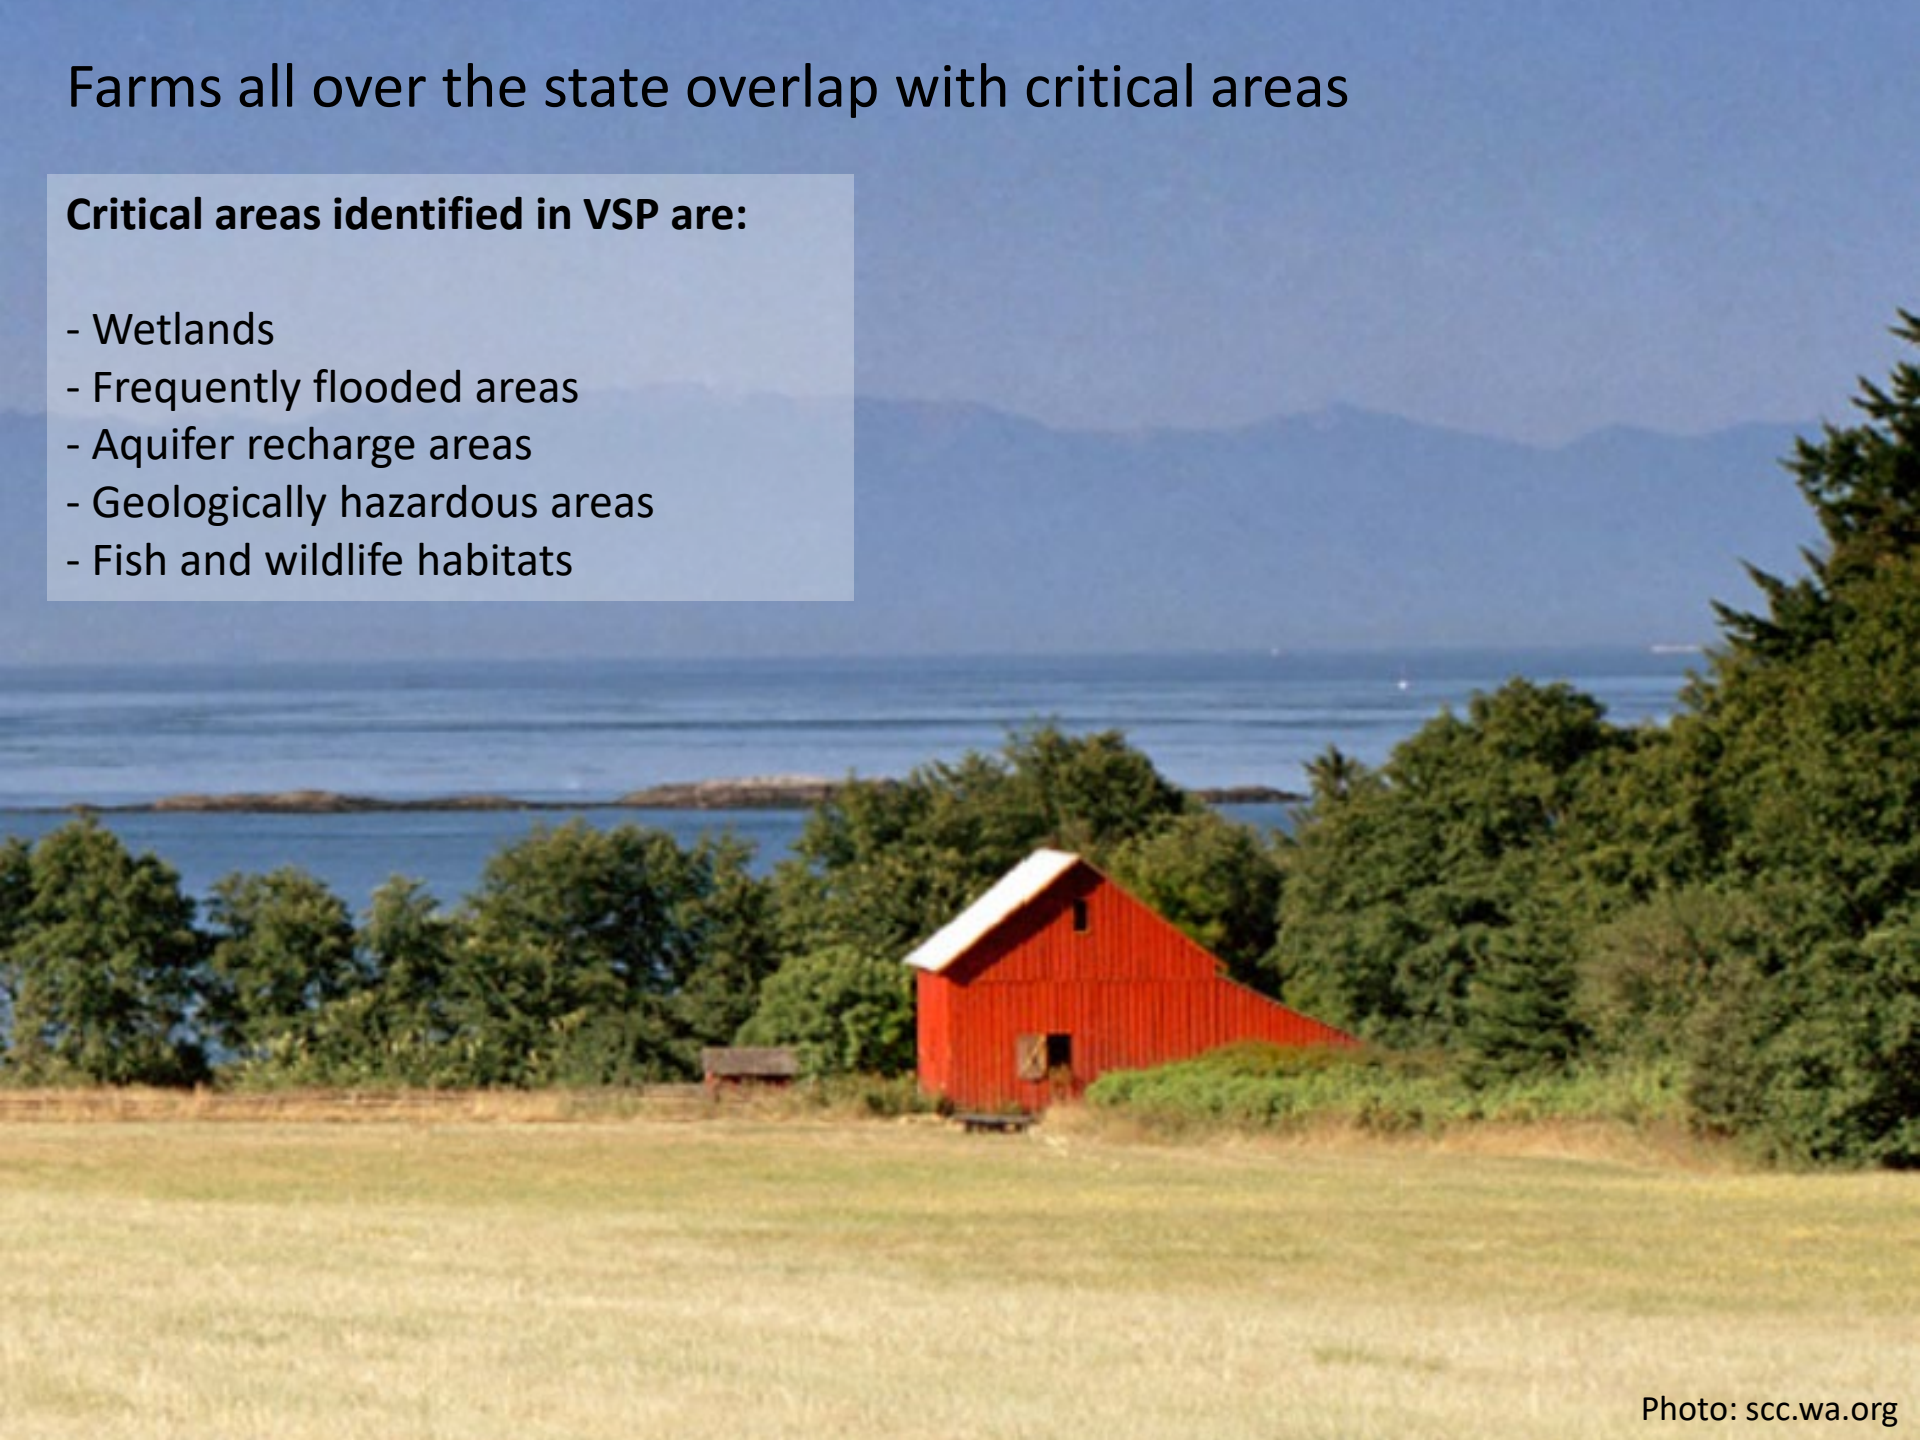 Farms all over the state overlap with critical areas
Critical areas identified in VSP are:
- Wetlands
- Frequently flooded areas
- Aquifer recharge areas
- Geologically hazardous areas
- Fish and wildlife habitats
Photo: scc.wa.org